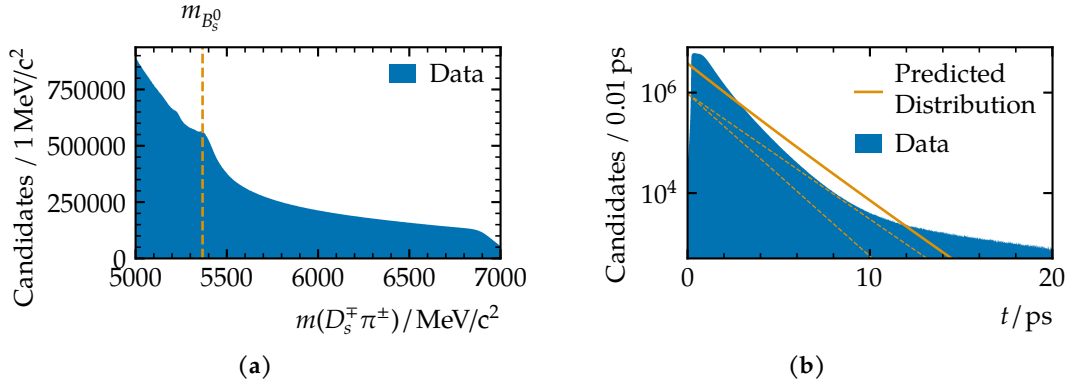 m_{B_s^0}
Candidates / 1 MeV/c²
750000
500000
250000
0
5000 5500 6000 6500 7000
m(D_s^∓ π^±) / MeV/c²
Data
(a)
Candidates / 0.01 ps
10⁶
10⁴
0 10 20
t / ps
Predicted
Distribution
Data
(b)